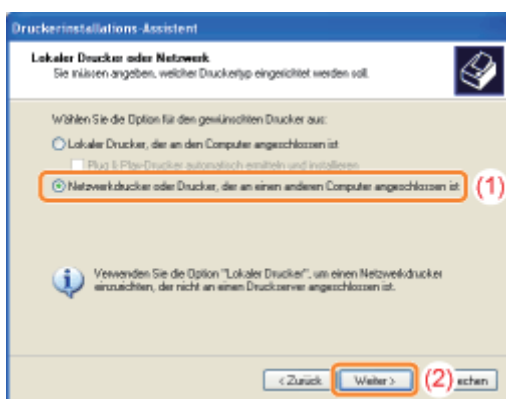 Druckerinstallations-Assistent
Lokaler Drucker oder Netzwerk
Sie müssen angeben, welcher Druckertyp eingerichtet werden soll.
Wählen Sie die Option für den gewünschten Drucker aus:
Lokaler Drucker, der an den Computer angeschlossen ist
Plug & Play-Drucker automatisch ermitteln und installieren
Netzwerkdrucker oder Drucker, der an einen anderen Computer angeschlossen ist
(1)
Verwenden Sie die Option "Lokaler Drucker", um einen Netzwerkdrucker
einzurichten, der nicht an einen Druckserver angeschlossen ist.
< Zurück Weiter > (2) echen